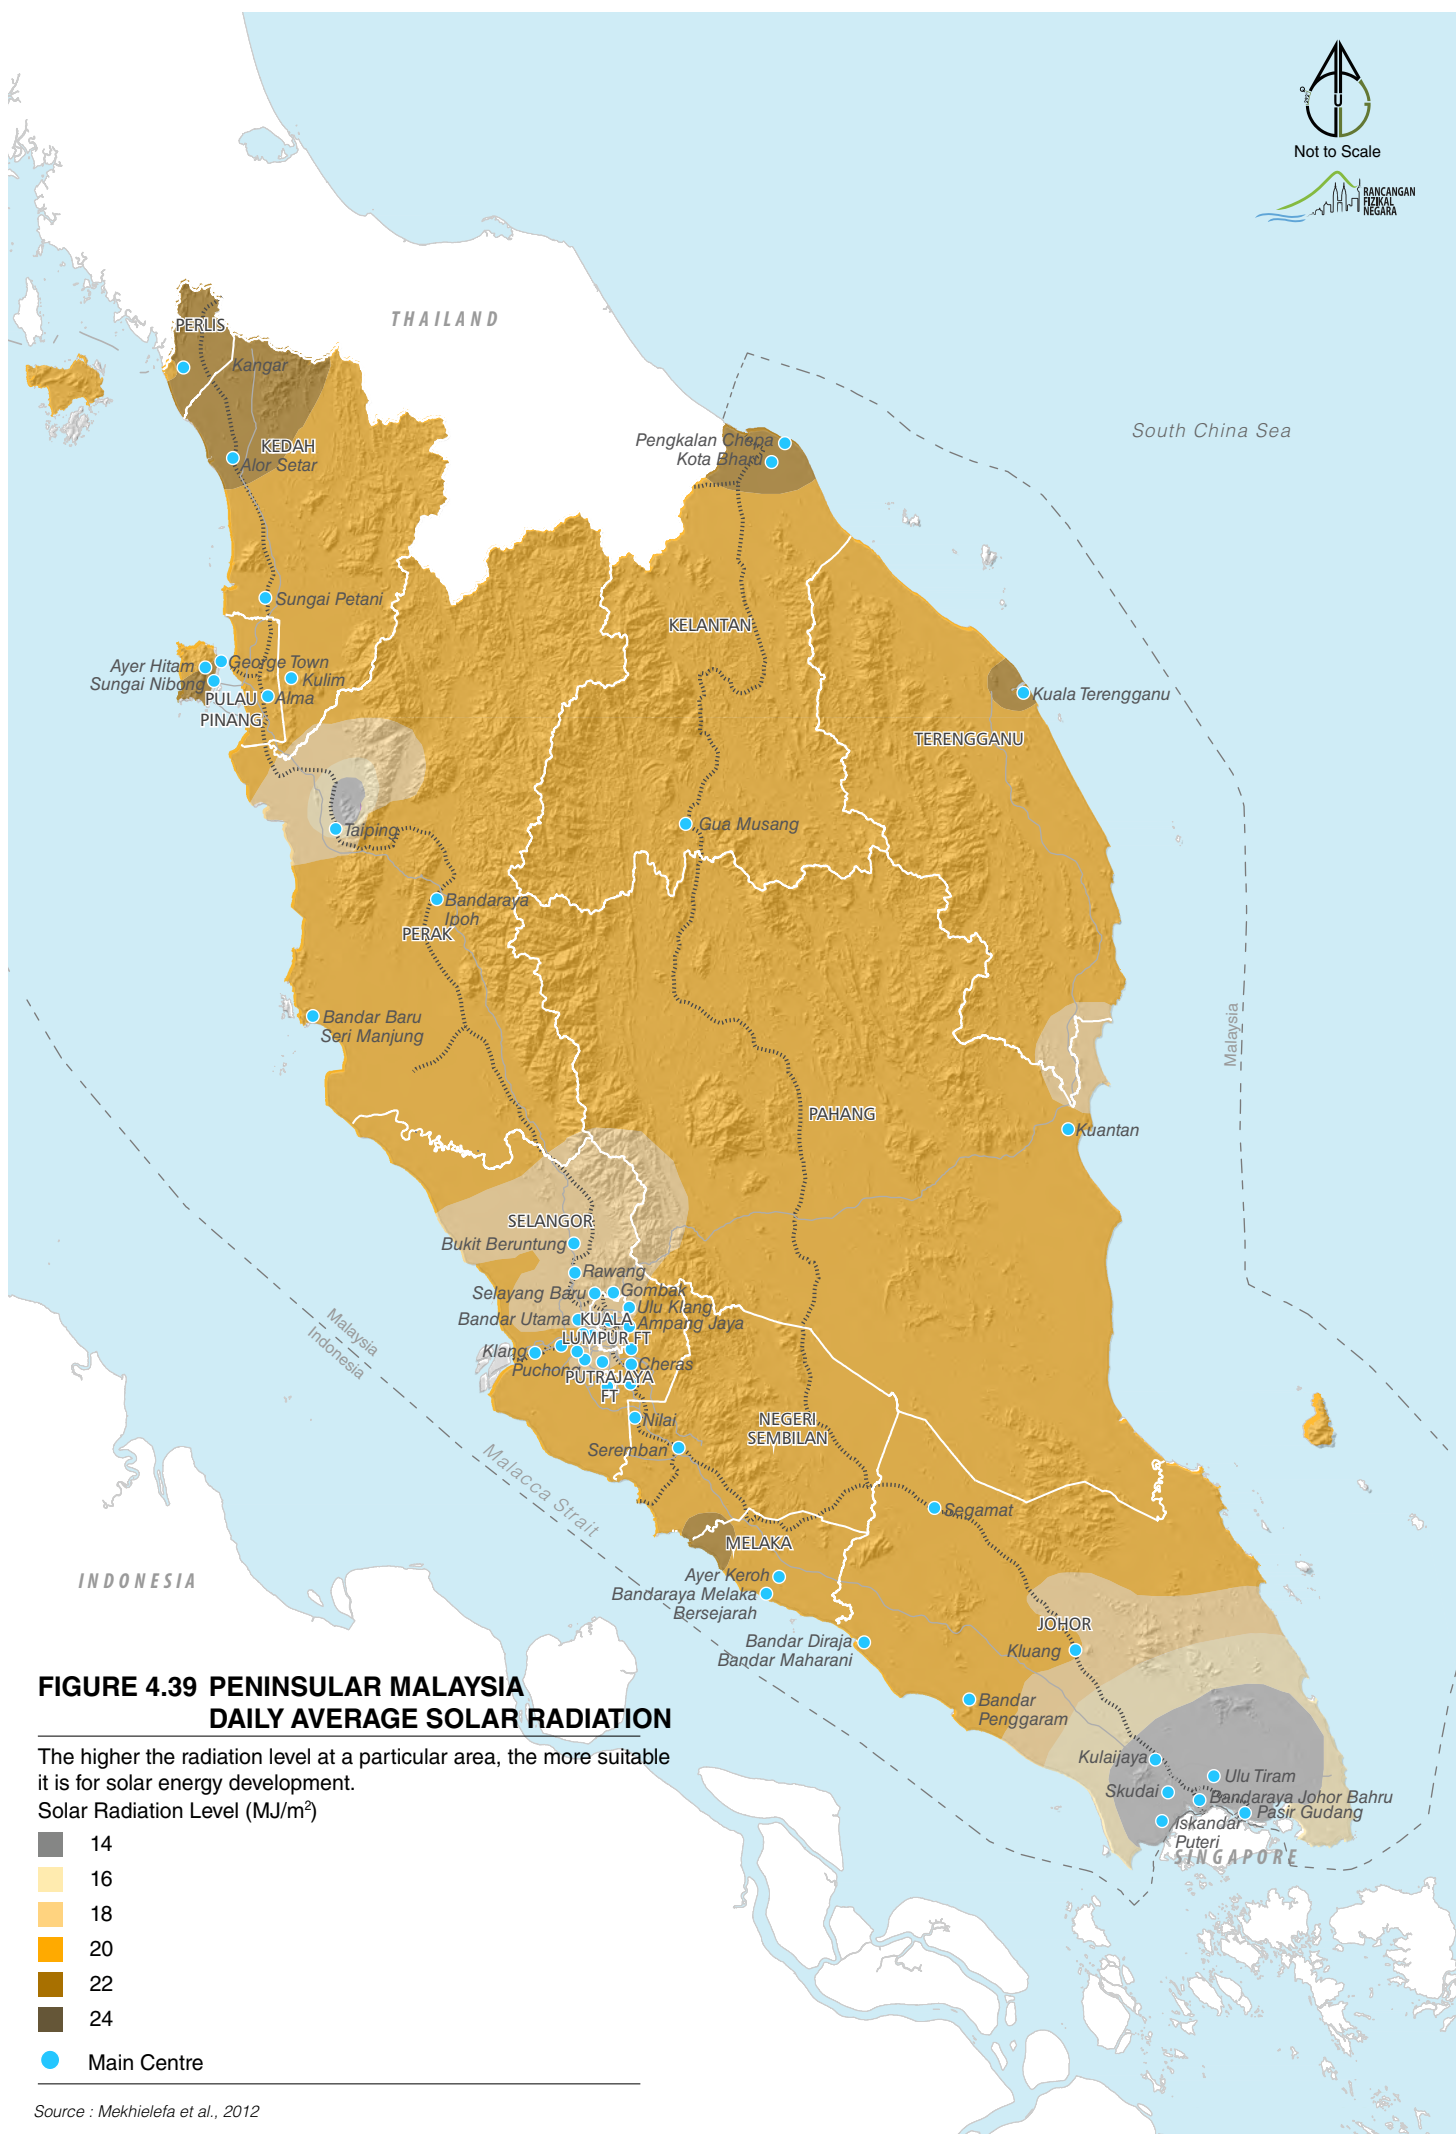 Not to Scale
RANCANGAN
FIZIKAL
NEGARA
THAILAND
South China Sea
PERLIS
Kangar
KEDAH
Alor Setar
Pengkalan Chepa
Kota Bharu
Sungai Petani
KELANTAN
Ayer Hitam
George Town
Sungai Nibong
Kulim
PULAU
PINANG
Alma
Kuala Terengganu
TERENGGANU
Taiping
Gua Musang
Bandaraya
Ipoh
PERAK
Bandar Baru
Seri Manjung
Malaysia
PAHANG
Kuantan
SELANGOR
Bukit Beruntung
Rawang
Selayang Baru
Gombak
Ulu Klang
Bandar Utama
KUALA
LUMPUR FT
Ampang Jaya
Klang
Puchong
Cheras
PUTRAJAYA
FT
Malaysia
Indonesia
Nilai
NEGERI
SEMBILAN
Seremban
Malacca Strait
Segamat
MELAKA
INDONESIA
Ayer Keroh
Bandaraya Melaka
Bersejarah
JOHOR
Bandar Diraja
Bandar Maharani
Kluang
Bandar
Penggaram
Kulaijaya
Ulu Tiram
Skudai
Bandaraya Johor Bahru
Pasir Gudang
Iskandar
Puteri
SINGAPORE
FIGURE 4.39 PENINSULAR MALAYSIA
DAILY AVERAGE SOLAR RADIATION
The higher the radiation level at a particular area, the more suitable
it is for solar energy development.
Solar Radiation Level (MJ/m²)
14
16
18
20
22
24
Main Centre
Source : Mekhielefa et al., 2012